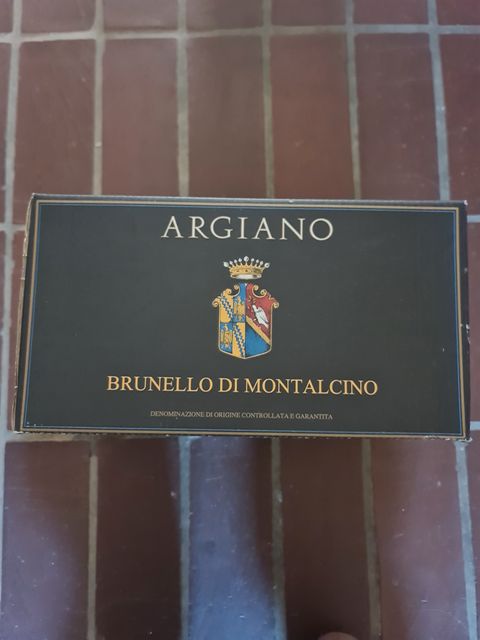 ARGIANO
BRUNELLO DI MONTALCINO
DENOMINAZIONE DI ORIGINE CONTROLLATA E GARANTITA